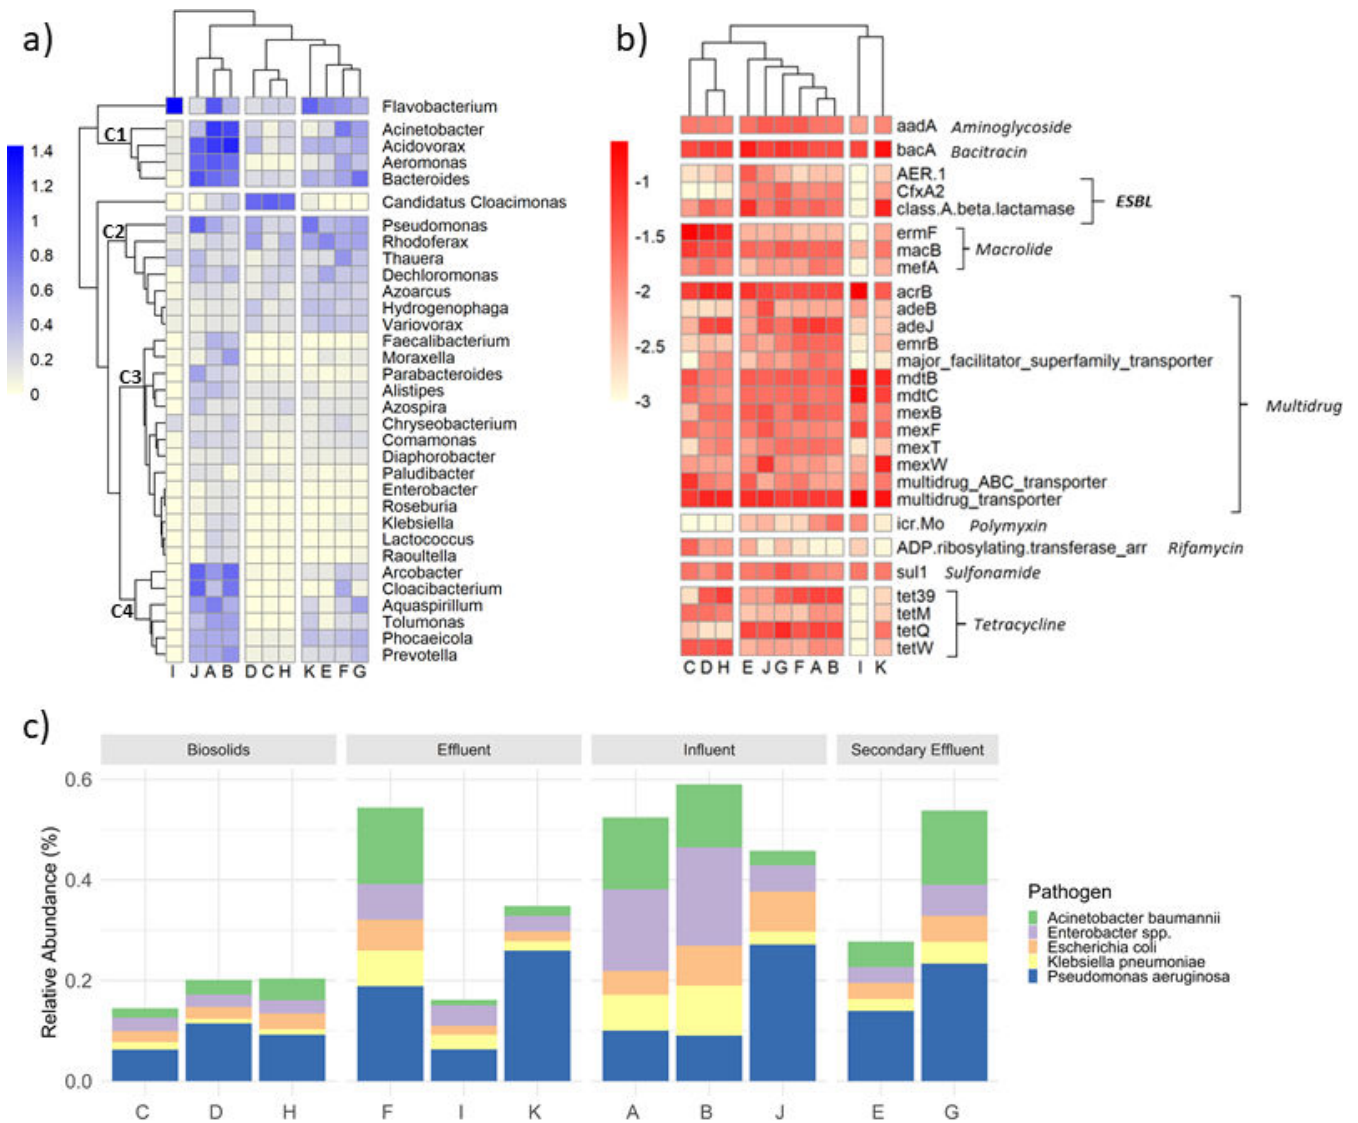 a)
C1
C2
C3
C4
1.4
1.2
1
0.8
0.6
0.4
0.2
0
Flavobacterium
Acinetobacter
Acidovorax
Aeromonas
Bacteroides
Candidatus Cloacimonas
Pseudomonas
Rhodoferax
Thauera
Dechloromonas
Azoarcus
Hydrogenophaga
Variovorax
Faecalibacterium
Moraxella
Parabacteroides
Alistipes
Azospira
Chryseobacterium
Comamonas
Diaphorobacter
Paludibacter
Enterobacter
Roseburia
Klebsiella
Lactococcus
Raoultella
Arcobacter
Cloacibacterium
Aquaspirillum
Tolumonas
Phocaeicola
Prevotella
I J A B D C H K E F G
b)
-1
-1.5
-2
-2.5
-3
aadA Aminoglycoside
bacA Bacitracin
AER.1
CfxA2
class.A.beta.lactamase
ESBL
ermF
macB
mefA
Macrolide
acrB
adeB
adeJ
emrB
major_facilitator_superfamily_transporter
mdtB
mdtC
mexB
mexF
mexT
mexW
multidrug_ABC_transporter
multidrug_transporter
Multidrug
icr.Mo Polymyxin
ADP.ribosylating.transferase_arr Rifamycin
sul1 Sulfonamide
tet39
tetM
tetQ
tetW
Tetracycline
C D H E J G F A B I K
c)
Biosolids Effluent Influent Secondary Effluent
Relative Abundance (%)
0.6
0.4
0.2
0.0
C D H F I K A B J E G
Pathogen
Acinetobacter baumannii
Enterobacter spp.
Escherichia coli
Klebsiella pneumoniae
Pseudomonas aeruginosa